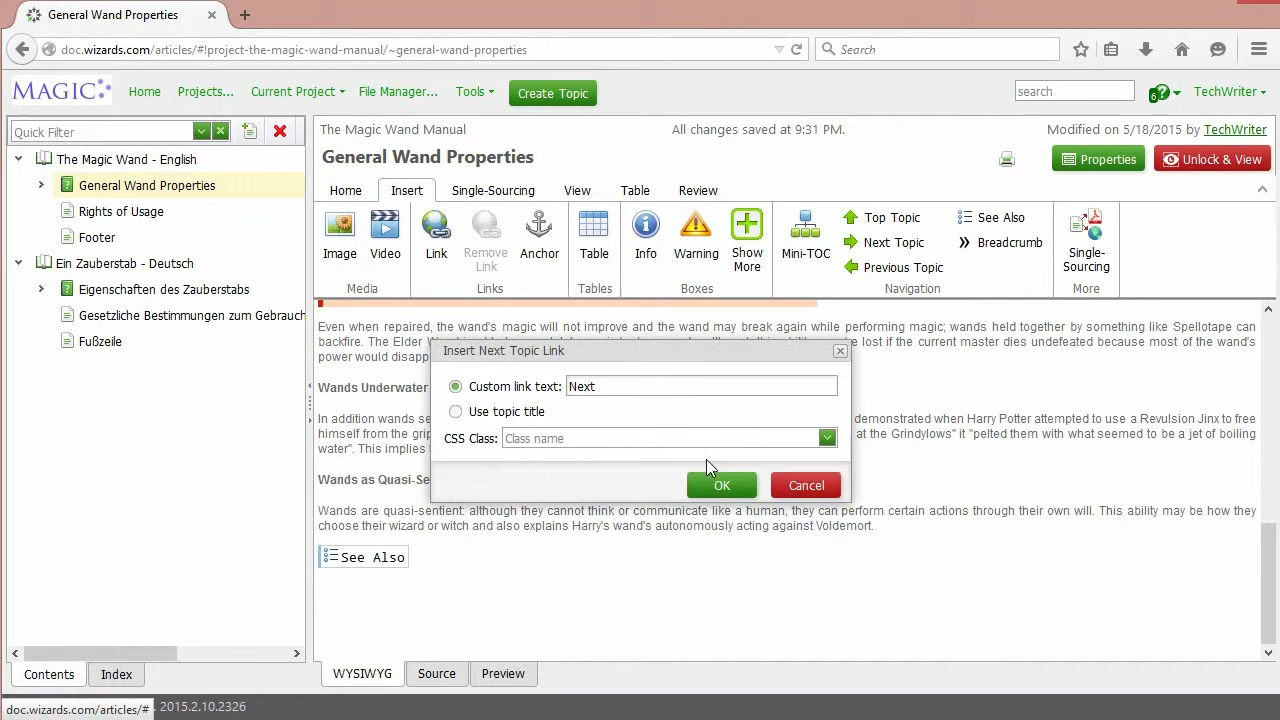 General Wand Properties
doc.wizards.com/articles/#!project-the-magic-wand-manual/~general-wand-properties
Search
MAGIC
Home
Projects...
Current Project
File Manager...
Tools
Create Topic
search
6
?
TechWriter
Quick Filter
The Magic Wand - English
General Wand Properties
Rights of Usage
Footer
Ein Zauberstab - Deutsch
Eigenschaften des Zauberstabs
Gesetzliche Bestimmungen zum Gebrauch
Fußzeile
Contents
Index
The Magic Wand Manual
All changes saved at 9:31 PM.
Modified on 5/18/2015 by TechWriter
General Wand Properties
Properties
Unlock & View
Home
Insert
Single-Sourcing
View
Table
Review
Image
Video
Media
Link
Remove Link
Anchor
Links
Table
Tables
Info
Warning
Show More
Boxes
Mini-TOC
Top Topic
Next Topic
Previous Topic
See Also
Breadcrumb
Navigation
Single-Sourcing
More
Even when repaired, the wand's magic will not improve and the wand may break again while performing magic; wands held together by something like Spellotape can
backfire. The Elder
lost if the current master dies undefeated because most of the wand's
power would disapp
Wands Underwater
In addition wands se
demonstrated when Harry Potter attempted to use a Revulsion Jinx to free
himself from the grip
at the Grindylows" it "pelted them with what seemed to be a jet of boiling
water". This implies
Wands as Quasi-Se
Wands are quasi-sentient: although they cannot think or communicate like a human, they can perform certain actions through their own will. This ability may be how they
choose their wizard or witch and also explains Harry's wand's autonomously acting against Voldemort.
See Also
Insert Next Topic Link
Custom link text: Next
Use topic title
CSS Class: Class name
OK
Cancel
WYSIWYG
Source
Preview
doc.wizards.com/articles/#
. 2015.2.10.2326